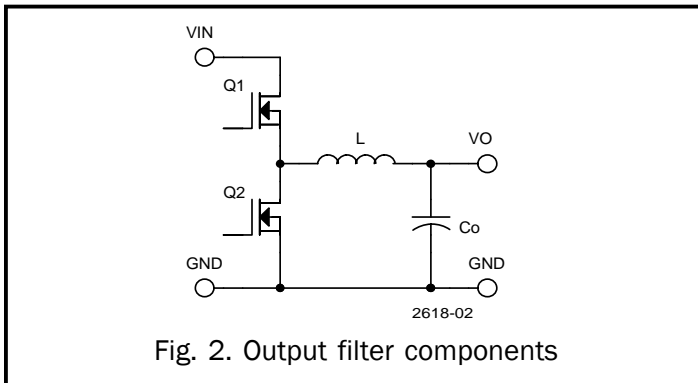 VIN
Q1
L
VO
Q2
Co
GND
GND
2618-02
Fig. 2. Output filter components